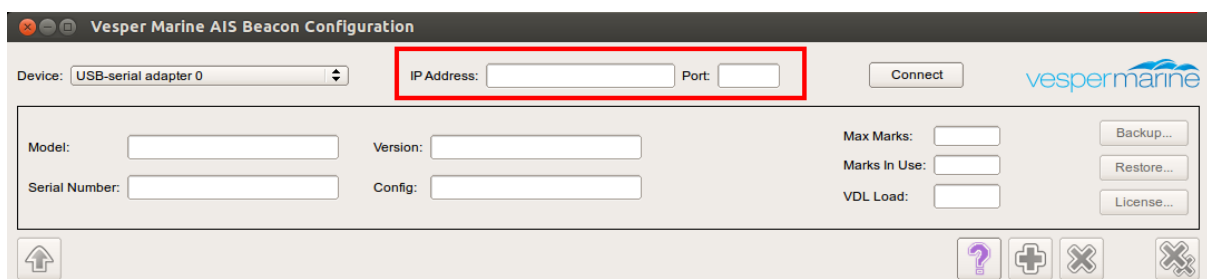 Vesper Marine AIS Beacon Configuration
Device: USB-serial adapter 0 IP Address: Port: Connect vespermarine
Model: Version: Max Marks: Backup...
Marks In Use: Restore...
Serial Number: Config: VDL Load: License...